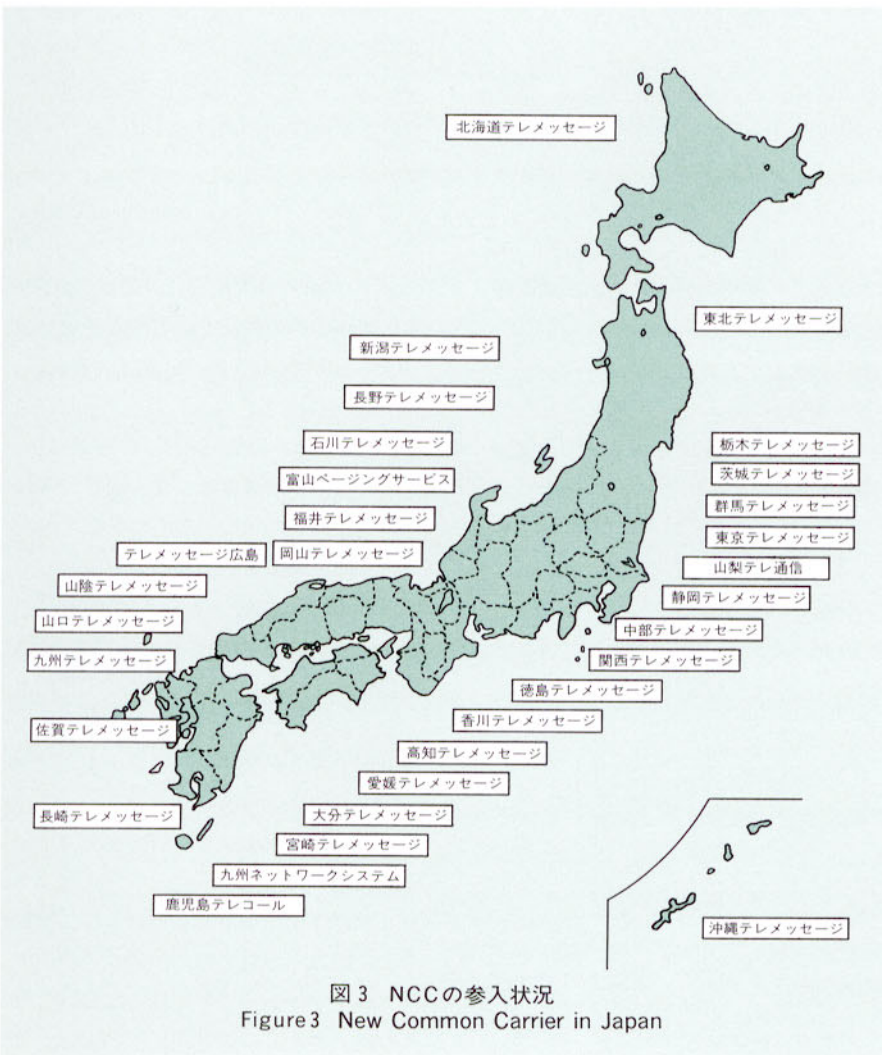 北海道テレメッセージ
東北テレメッセージ
新潟テレメッセージ
長野テレメッセージ
石川テレメッセージ
富山ページングサービス
福井テレメッセージ
テレメッセージ広島
岡山テレメッセージ
山陰テレメッセージ
山口テレメッセージ
九州テレメッセージ
佐賀テレメッセージ
長崎テレメッセージ
栃木テレメッセージ
茨城テレメッセージ
群馬テレメッセージ
東京テレメッセージ
山梨テレ通信
静岡テレメッセージ
中部テレメッセージ
関西テレメッセージ
徳島テレメッセージ
香川テレメッセージ
高知テレメッセージ
愛媛テレメッセージ
大分テレメッセージ
宮崎テレメッセージ
九州ネットワークシステム
鹿児島テレコール
沖縄テレメッセージ
図3 NCCの参入状況
Figure3 New Common Carrier in Japan